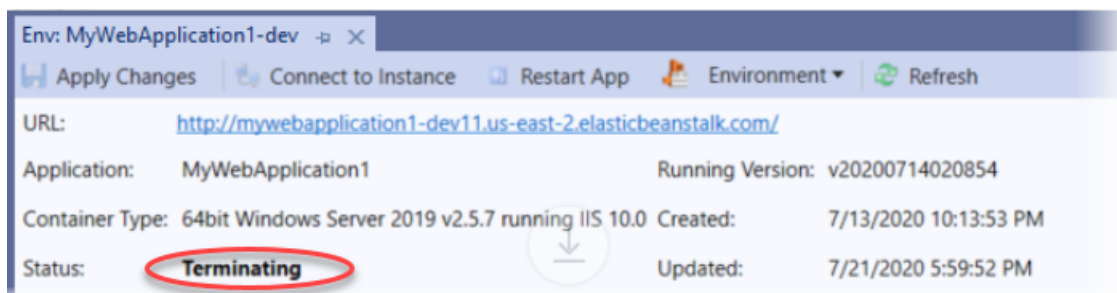 Env: MyWebApplication1-dev
Apply Changes Connect to Instance Restart App Environment Refresh
URL: http://mywebapplication1-dev11.us-east-2.elasticbeanstalk.com/
Application: MyWebApplication1 Running Version: v20200714020854
Container Type: 64bit Windows Server 2019 v2.5.7 running IIS 10.0 Created: 7/13/2020 10:13:53 PM
Status: Terminating Updated: 7/21/2020 5:59:52 PM